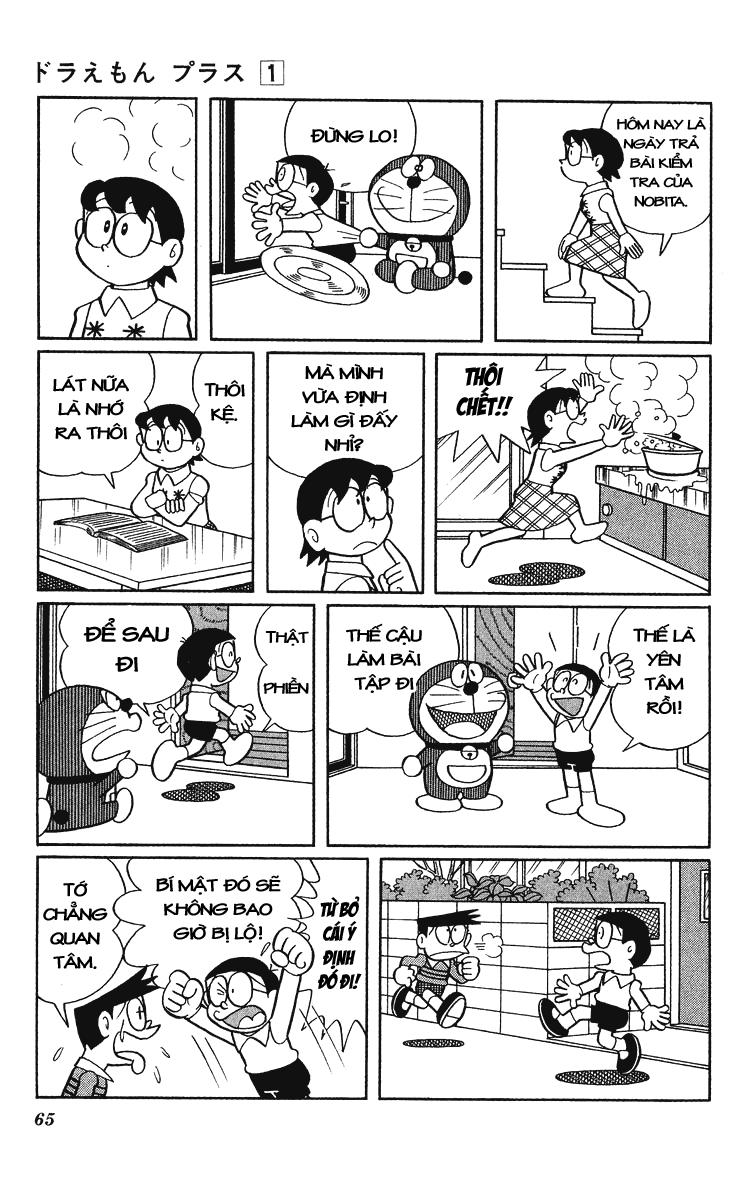 ドラえもん プラス 1
HÔM NAY LÀ
NGÀY TRẢ
BÀI KIỂM
TRA CỦA
NOBITA.
ĐỪNG LO!
THÔI
CHẾT!!
MÀ MÌNH
VỪA ĐỊNH
LÀM GÌ ĐẤY
NHỈ?
THÔI
KỆ.
LÁT NỮA
LÀ NHỚ
RA THÔI
THẾ LÀ
YÊN
TÂM
RỒI!
THẾ CẬU
LÀM BÀI
TẬP ĐI
THẬT
PHIỀN
ĐỂ SAU
ĐI
TỪ BỎ
CÁI Ý
ĐỊNH
ĐÓ ĐI!
BÍ MẬT ĐÓ SẼ
KHÔNG BAO
GIỜ BỊ LỘ!
TỚ
CHẲNG
QUAN
TÂM.
65